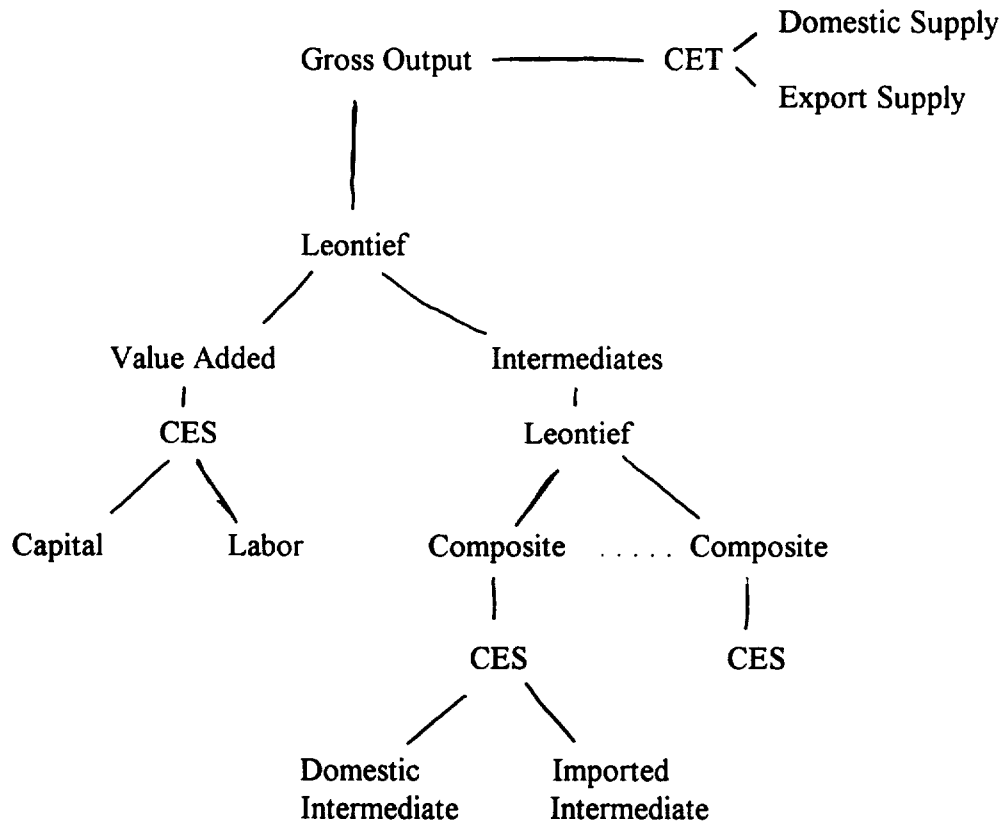 Domestic Supply
Gross Output CET
Export Supply
Leontief
Value Added Intermediates
CES Leontief
Capital Labor Composite ..... Composite
CES CES
Domestic Imported
Intermediate Intermediate